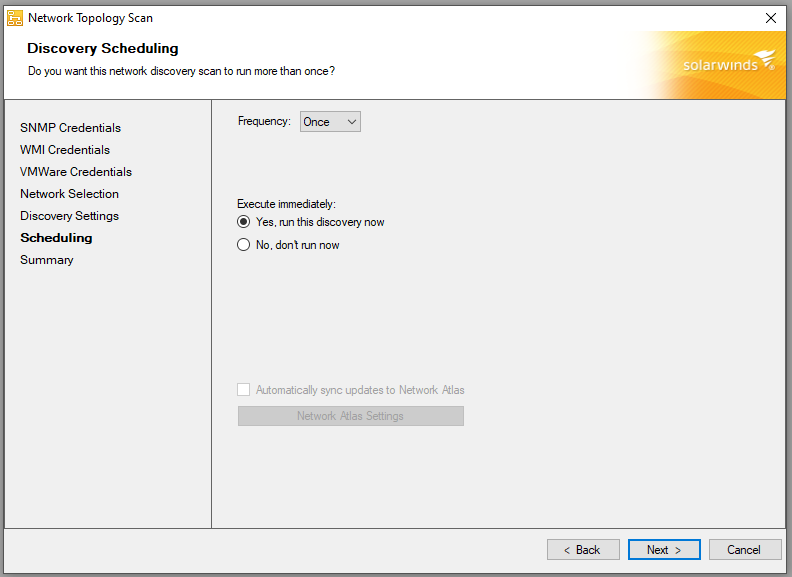 Network Topology Scan
Discovery Scheduling
Do you want this network discovery scan to run more than once?
solarwinds
SNMP Credentials
WMI Credentials
VMWare Credentials
Network Selection
Discovery Settings
Scheduling
Summary
Frequency: Once
Execute immediately:
Yes, run this discovery now
No, don't run now
Automatically sync updates to Network Atlas
Network Atlas Settings
< Back
Next >
Cancel